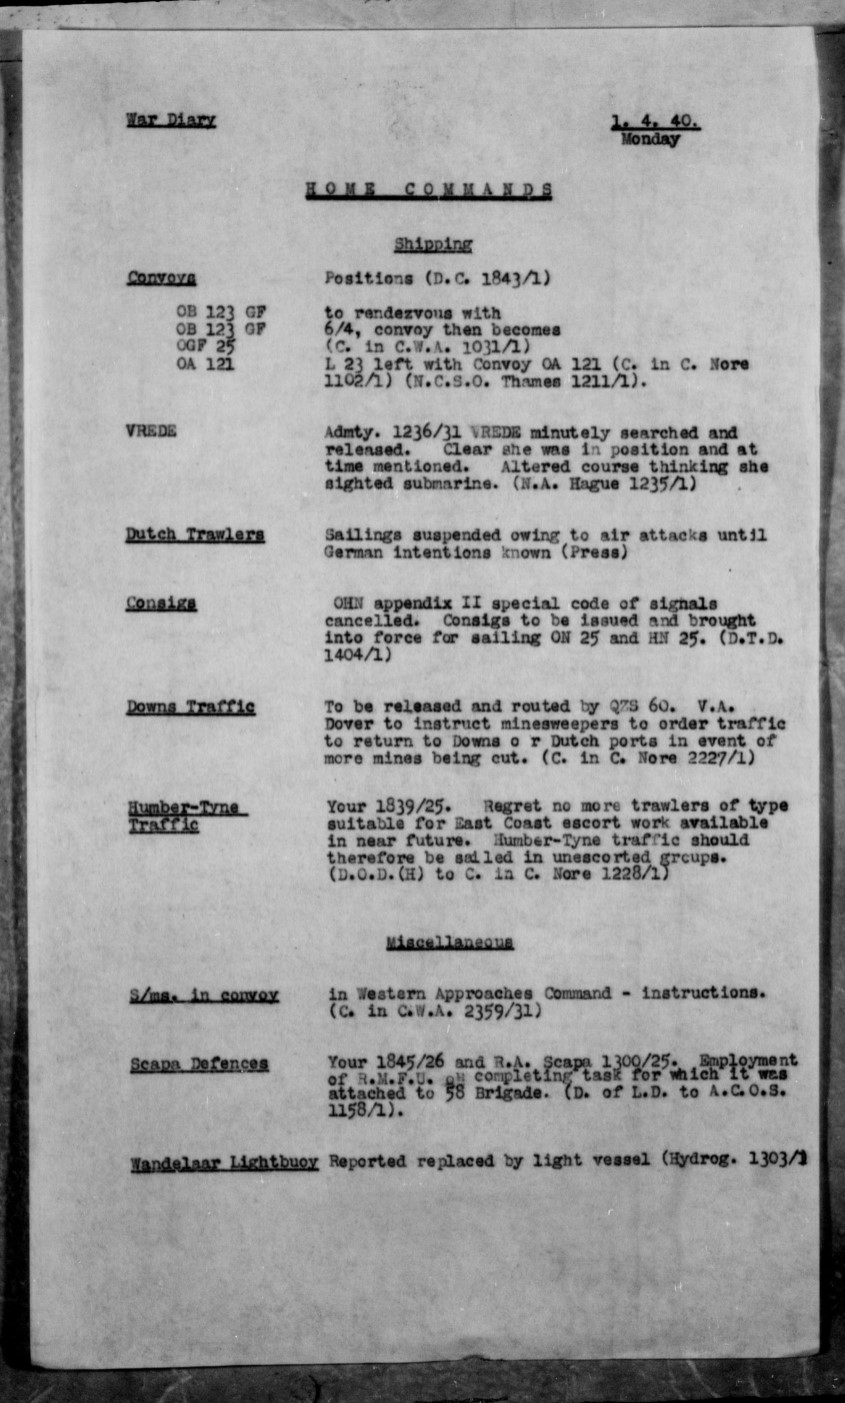 War Diary 1. 4. 40.
Monday
HOME COMMANDS
Shipping
Convoys Positions (D.C. 1843/1)
OB 123 GF to rendezvous with
OB 123 GF 6/4, convoy then becomes
OGF 25 (C. in C.W.A. 1031/1)
OA 121 L 23 left with Convoy OA 121 (C. in C. Nore
1102/1) (N.C.S.O. Thames 1211/1).
VREDE Admty. 1236/31 VREDE minutely searched and
released. Clear she was in position and at
time mentioned. Altered course thinking she
sighted submarine. (N.A. Hague 1235/1)
Dutch Trawlers Sailings suspended owing to air attacks until
German intentions known (Press)
Consigs OHN appendix II special code of signals
cancelled. Consigs to be issued and brought
into force for sailing ON 25 and HN 25. (D.T.D.
1404/1)
Downs Traffic To be released and routed by QZS 60. V.A.
Dover to instruct minesweepers to order traffic
to return to Downs o r Dutch ports in event of
more mines being cut. (C. in C. Nore 2227/1)
Humber-Tyne Your 1839/25. Regret no more trawlers of type
Traffic suitable for East Coast escort work available
in near future. Humber-Tyne traffic should
therefore be sailed in unescorted groups.
(D.O.D.(H) to C. in C. Nore 1228/1)
Miscellaneous
S/ms. in convoy in Western Approaches Command - instructions.
(C. in C.W.A. 2359/31)
Scapa Defences Your 1845/26 and R.A. Scapa 1300/25. Employment
of R.M.F.U. on completing task for which it was
attached to 58 Brigade. (D. of L.D. to A.C.O.S.
1158/1).
Wandelaar Lightbuoy Reported replaced by light vessel (Hydrog. 1303/1